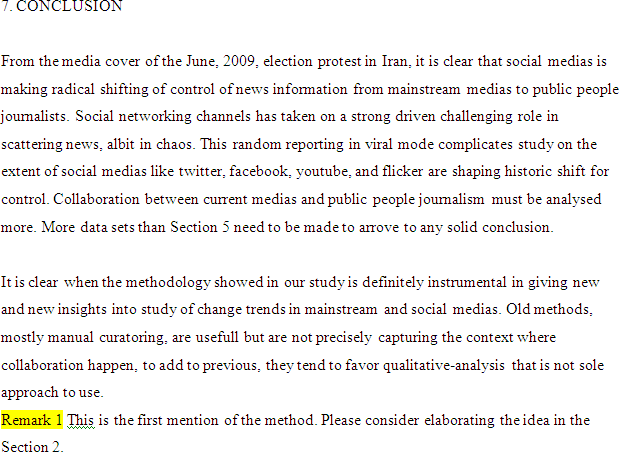 7. CONCLUSION
From the media cover of the June, 2009, election protest in Iran, it is clear that social medias is
making radical shifting of control of news information from mainstream medias to public people
journalists. Social networking channels has taken on a strong driven challenging role in
scattering news, albit in chaos. This random reporting in viral mode complicates study on the
extent of social medias like twitter, facebook, youtube, and flicker are shaping historic shift for
control. Collaboration between current medias and public people journalism must be analysed
more. More data sets than Section 5 need to be made to arrove to any solid conclusion.
It is clear when the methodology showed in our study is definitely instrumental in giving new
and new insights into study of change trends in mainstream and social medias. Old methods,
mostly manual curatoring, are usefull but are not precisely capturing the context where
collaboration happen, to add to previous, they tend to favor qualitative-analysis that is not sole
approach to use.
Remark 1 This is the first mention of the method. Please consider elaborating the idea in the
Section 2.